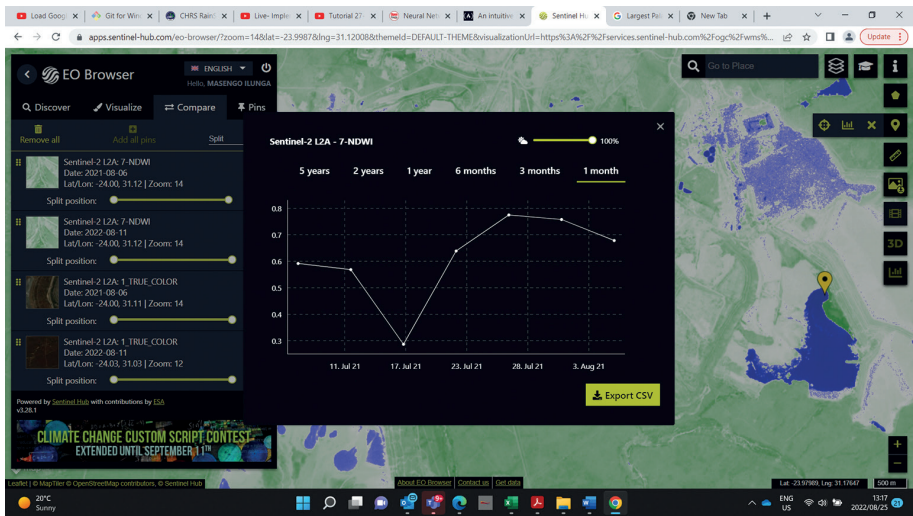 Load Goog
Git for Win
CHRS Rain
Live- Imple
Tutorial 27
Neural Netw
An intuitive
Sentinel Hu
Largest Pub
New Tab
apps.sentinel-hub.com/eo-browser/?zoom=14&lat=-23.9987&lng=31.12008&themeId=DEFAULT-THEME&visualizationUrl=https%3A%2F%2Fservices.sentinel-hub.com%2Fogc%2Fwms%...
Update
EO Browser
ENGLISH
Hello, MASENGO ILUNGA
Discover
Visualize
Compare
Pins
Remove all
Add all pins
Split
Sentinel-2 L2A: 7-NDWI
Date: 2021-08-06
Lat/Lon: -24.00, 31.12 | Zoom: 14
Split position:
Sentinel-2 L2A: 7-NDWI
Date: 2022-08-11
Lat/Lon: -24.00, 31.12 | Zoom: 14
Split position:
Sentinel-2 L2A: 1_TRUE_COLOR
Date: 2021-08-06
Lat/Lon: -24.00, 31.11 | Zoom: 14
Split position:
Sentinel-2 L2A: 1_TRUE_COLOR
Date: 2022-08-11
Lat/Lon: -24.03, 31.03 | Zoom: 12
Split position:
Powered by Sentinel Hub with contributions by ESA
v3.28.1
CLIMATE CHANGE CUSTOM SCRIPT CONTEST
EXTENDED UNTIL SEPTEMBER 11TH
Sentinel-2 L2A - 7-NDWI
100%
5 years
2 years
1 year
6 months
3 months
1 month
0.8
0.7
0.6
0.5
0.4
0.3
11. Jul 21
17. Jul 21
23. Jul 21
28. Jul 21
3. Aug 21
Export CSV
Go to Place
3D
Leaflet | © MapTiler © OpenStreetMap contributors, © Sentinel Hub
About EO Browser
Contact us
Get data
Lat: -23.97989, Lng: 31.17647
500 m
20°C
Sunny
9+
ENG
US
13:17
2022/08/25